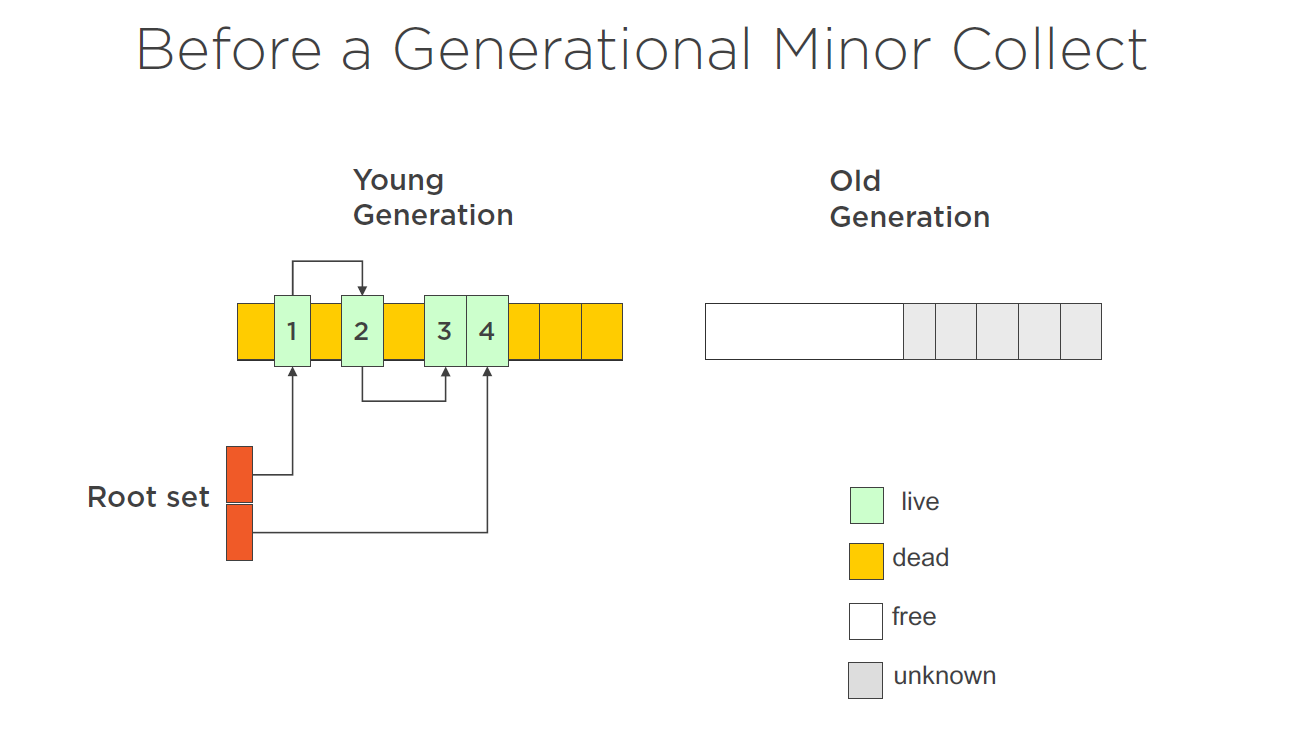 Before a Generational Minor Collect
Young
Generation
Old
Generation
1
2
3
4
Root set
live
dead
free
unknown